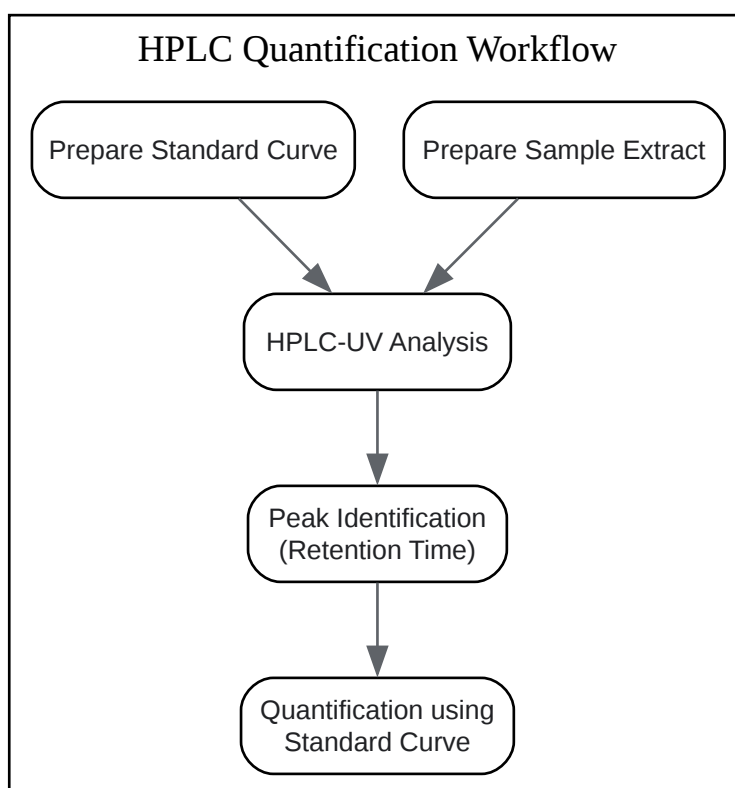 HPLC Quantification Workflow
Prepare Standard Curve
Prepare Sample Extract
HPLC-UV Analysis
Peak Identification
(Retention Time)
Quantification using
Standard Curve